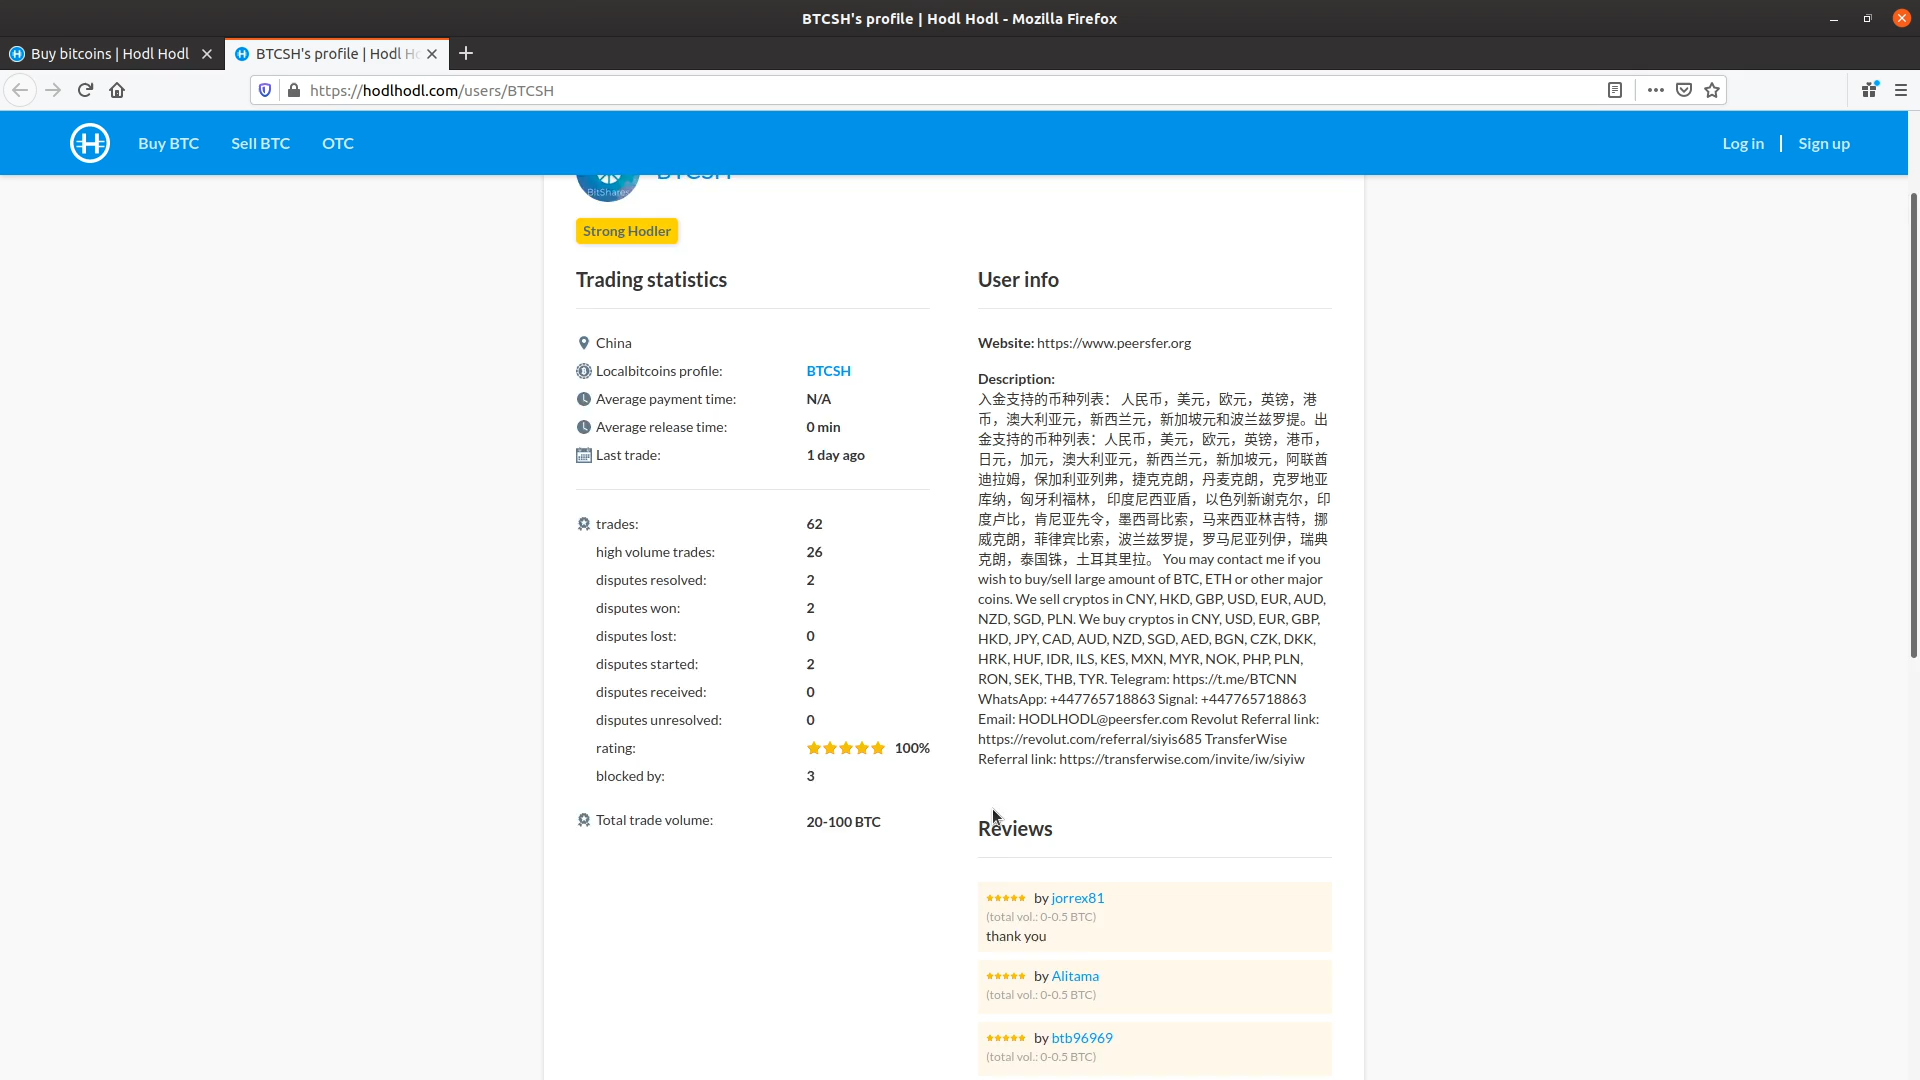 BTCSH's profile | Hodl Hodl - Mozilla Firefox
Buy bitcoins | Hodl Hodl
BTCSH's profile | Hodl Ho
https://hodlhodl.com/users/BTCSH
Buy BTC
Sell BTC
OTC
Log in
Sign up
BitShares
BTCSH
Strong Hodler
Trading statistics
China
Localbitcoins profile: BTCSH
Average payment time: N/A
Average release time: 0 min
Last trade: 1 day ago
trades: 62
high volume trades: 26
disputes resolved: 2
disputes won: 2
disputes lost: 0
disputes started: 2
disputes received: 0
disputes unresolved: 0
rating: 100%
blocked by: 3
Total trade volume: 20-100 BTC
User info
Website: https://www.peersfer.org
Description:
入金支持的币种列表： 人民币，美元，欧元，英镑，港
币，澳大利亚元，新西兰元，新加坡元和波兰兹罗提。出
金支持的币种列表：人民币，美元，欧元，英镑，港币，
日元，加元，澳大利亚元，新西兰元，新加坡元，阿联酋
迪拉姆，保加利亚列弗，捷克克朗，丹麦克朗，克罗地亚
库纳，匈牙利福林， 印度尼西亚盾，以色列新谢克尔，印
度卢比，肯尼亚先令，墨西哥比索，马来西亚林吉特，挪
威克朗，菲律宾比索，波兰兹罗提，罗马尼亚列伊，瑞典
克朗，泰国铢，土耳其里拉。 You may contact me if you
wish to buy/sell large amount of BTC, ETH or other major
coins. We sell cryptos in CNY, HKD, GBP, USD, EUR, AUD,
NZD, SGD, PLN. We buy cryptos in CNY, USD, EUR, GBP,
HKD, JPY, CAD, AUD, NZD, SGD, AED, BGN, CZK, DKK,
HRK, HUF, IDR, ILS, KES, MXN, MYR, NOK, PHP, PLN,
RON, SEK, THB, TYR. Telegram: https://t.me/BTCNN
WhatsApp: +447765718863 Signal: +447765718863
Email: HODLHODL@peersfer.com Revolut Referral link:
https://revolut.com/referral/siyis685 TransferWise
Referral link: https://transferwise.com/invite/iw/siyiw
Reviews
by jorrex81
(total vol.: 0-0.5 BTC)
thank you
by Alitama
(total vol.: 0-0.5 BTC)
by btb96969
(total vol.: 0-0.5 BTC)